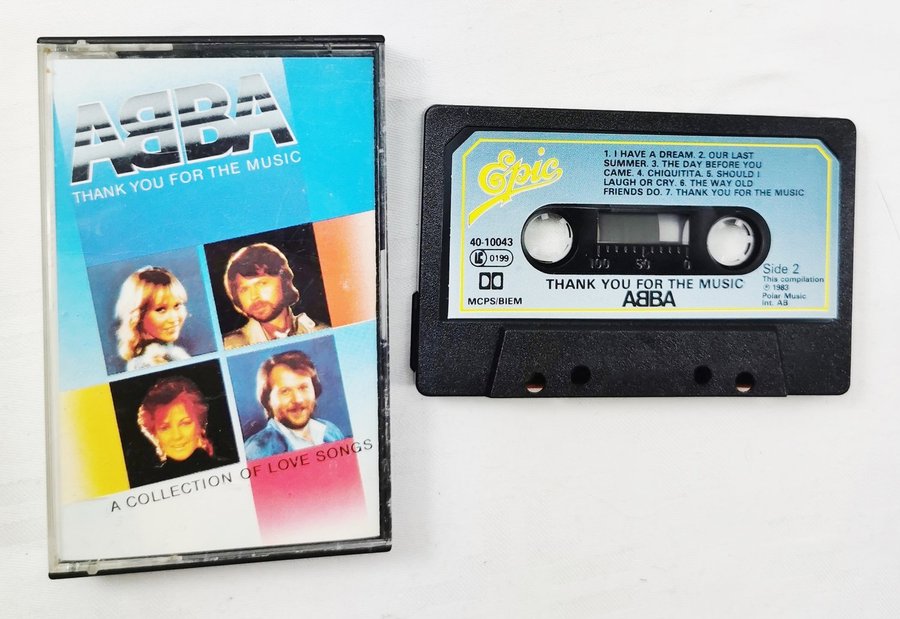 ABBA
THANK YOU FOR THE MUSIC
A COLLECTION OF LOVE SONGS
Epic
1. I HAVE A DREAM. 2. OUR LAST
SUMMER. 3. THE DAY BEFORE YOU
CAME. 4. CHIQUITITA. 5. SHOULD I
LAUGH OR CRY. 6. THE WAY OLD
FRIENDS DO. 7. THANK YOU FOR THE MUSIC
40-10043
LC 0199
MCPS/BIEM
100 50 0
THANK YOU FOR THE MUSIC
ABBA
Side 2
This compilation
℗ 1983
Polar Music
Int. AB